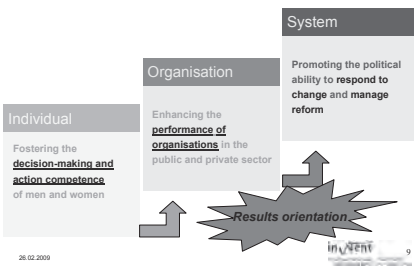 System
Promoting the political
ability to respond to
change and manage
reform
Organisation
Enhancing the
performance of
organisations in the
public and private sector
Individual
Fostering the
decision-making and
action competence
of men and women
Results orientation
26.02.2009
inWEnt
9